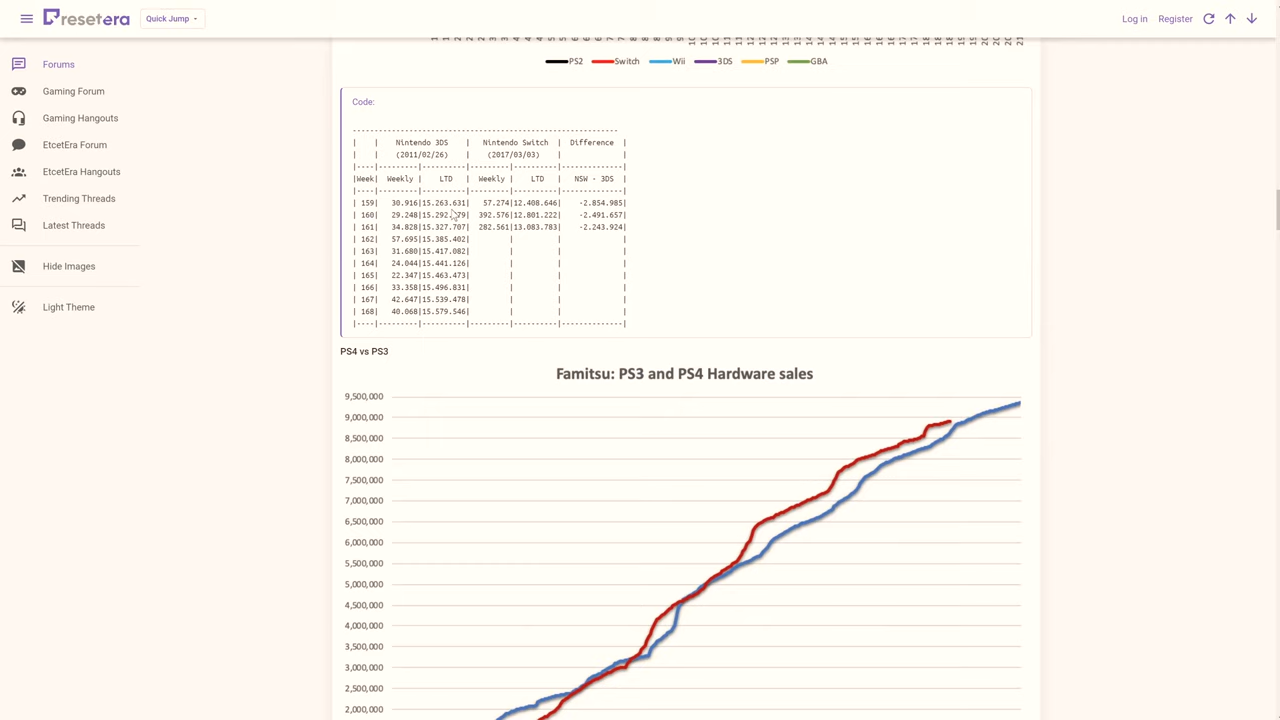 resetera
Quick Jump
Log in
Register
Forums
Gaming Forum
Gaming Hangouts
EtcetEra Forum
EtcetEra Hangouts
Trending Threads
Latest Threads
Hide Images
Light Theme
PS2 Switch Wii 3DS PSP GBA
Code:
-------------------------------------------------------------
|    |    Nintendo 3DS    |   Nintendo Switch  |  Difference  |
|    |    (2011/02/26)    |    (2017/03/03)    |              |
|----|---------|----------|---------|----------|--------------|
|Week|  Weekly |    LTD   |  Weekly |    LTD   |   NSW - 3DS  |
|----|---------|----------|---------|----------|--------------|
| 159|   30.916|15.263.631|   57.274|12.408.646|    -2.854.985|
| 160|   29.248|15.292. 79|  392.576|12.801.222|    -2.491.657|
| 161|   34.828|15.327.707|  282.561|13.083.783|    -2.243.924|
| 162|   57.695|15.385.402|         |          |              |
| 163|   31.680|15.417.082|         |          |              |
| 164|   24.044|15.441.126|         |          |              |
| 165|   22.347|15.463.473|         |          |              |
| 166|   33.358|15.496.831|         |          |              |
| 167|   42.647|15.539.478|         |          |              |
| 168|   40.068|15.579.546|         |          |              |
|----|---------|----------|---------|----------|--------------|
PS4 vs PS3
Famitsu: PS3 and PS4 Hardware sales
9,500,000
9,000,000
8,500,000
8,000,000
7,500,000
7,000,000
6,500,000
6,000,000
5,500,000
5,000,000
4,500,000
4,000,000
3,500,000
3,000,000
2,500,000
2,000,000